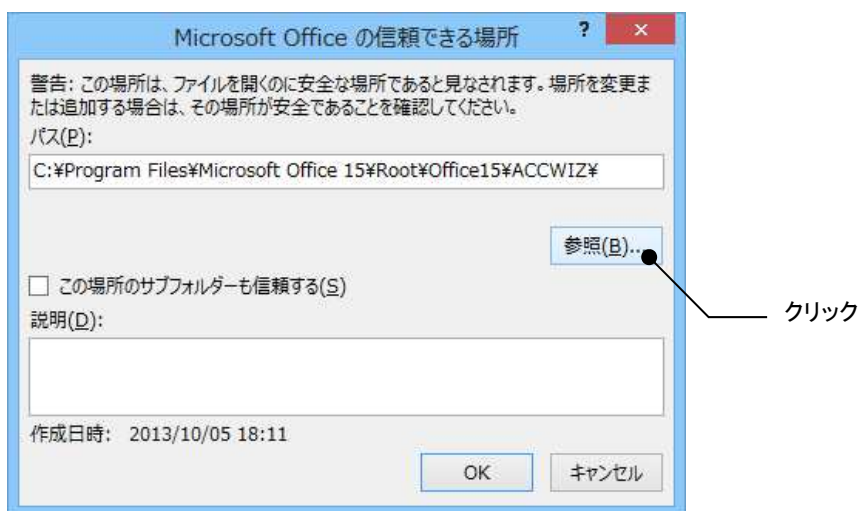 Microsoft Office の信頼できる場所
?
×
警告: この場所は、ファイルを開くのに安全な場所であると見なされます。場所を変更ま
たは追加する場合は、その場所が安全であることを確認してください。
パス(P):
C:¥Program Files¥Microsoft Office 15¥Root¥Office15¥ACCWIZ¥
参照(B)...
この場所のサブフォルダーも信頼する(S)
クリック
説明(D):
作成日時: 2013/10/05 18:11
OK
キャンセル